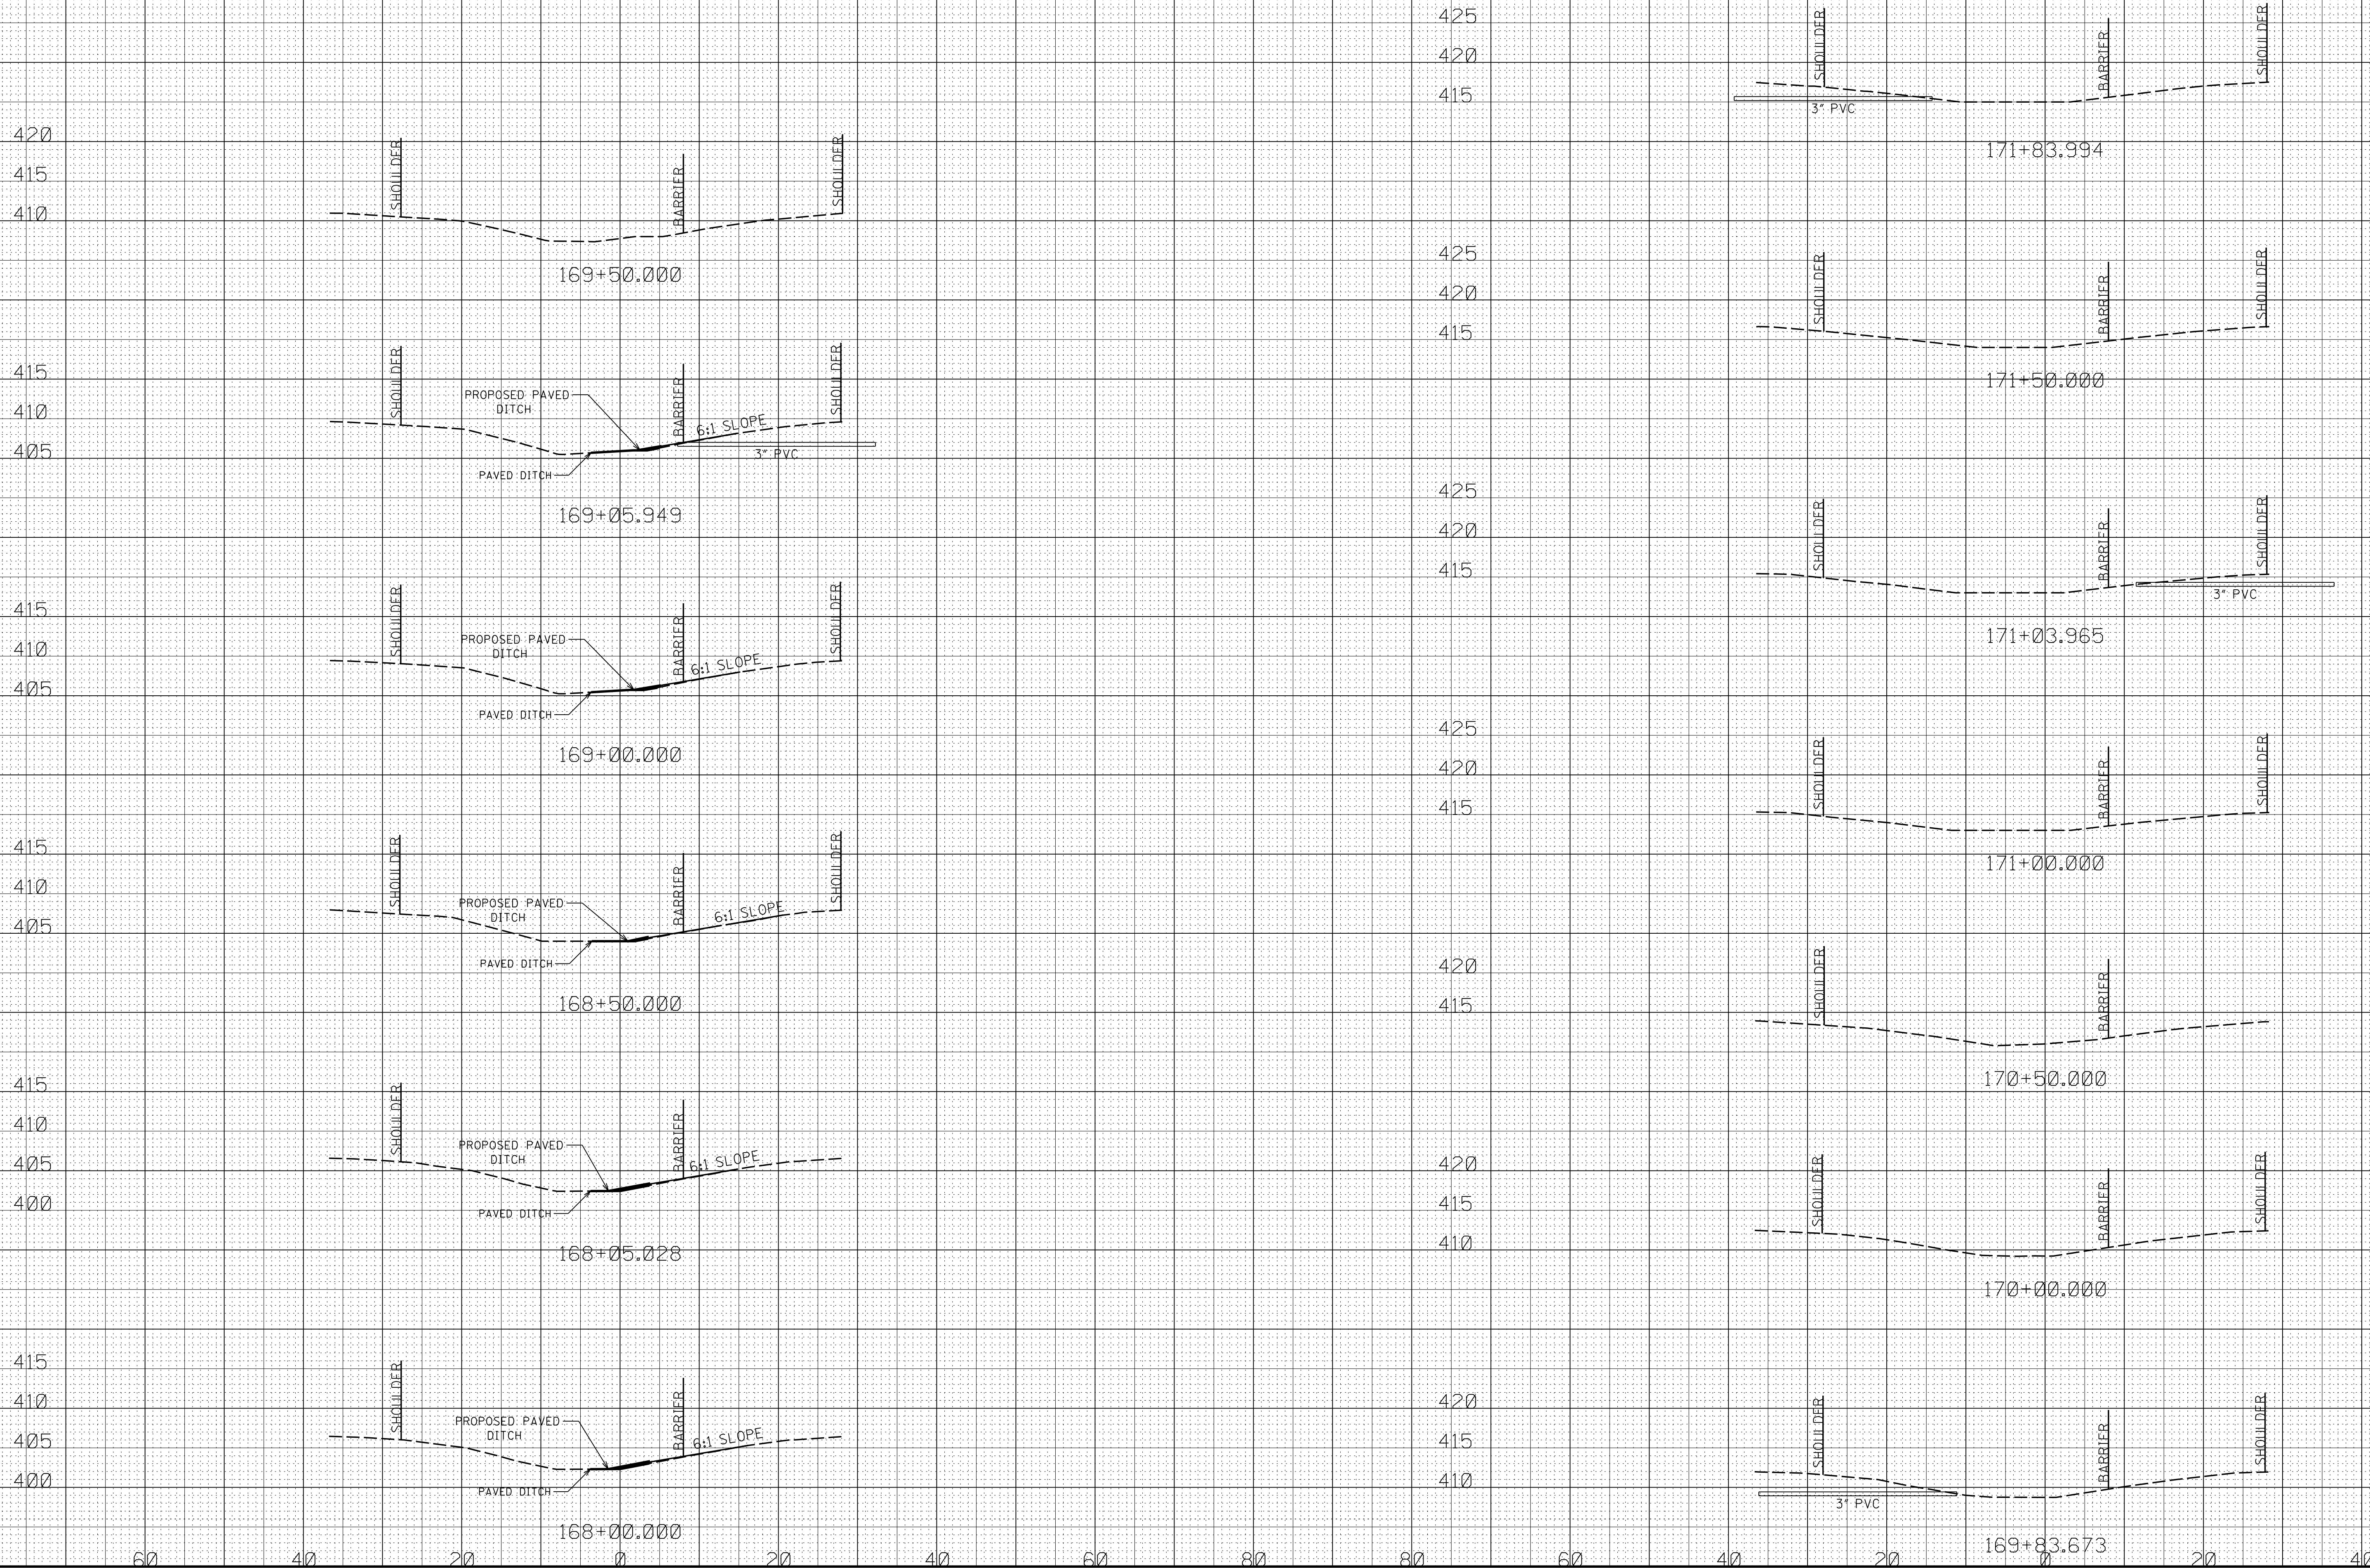 420
415
410
SHOULDER
BARRIER
SHOULDER
169+50.000
415
410
405
SHOULDER
PROPOSED PAVED
DITCH
BARRIER
6:1 SLOPE
SHOULDER
3" PVC
PAVED DITCH
169+05.949
415
410
405
SHOULDER
PROPOSED PAVED
DITCH
BARRIER
6:1 SLOPE
SHOULDER
PAVED DITCH
169+00.000
415
410
405
SHOULDER
PROPOSED PAVED
DITCH
BARRIER
6:1 SLOPE
SHOULDER
PAVED DITCH
168+50.000
415
410
405
400
SHOULDER
PROPOSED PAVED
DITCH
BARRIER
6:1 SLOPE
PAVED DITCH
168+05.028
415
410
405
400
SHOULDER
PROPOSED PAVED
DITCH
BARRIER
6:1 SLOPE
PAVED DITCH
168+00.000
425
420
415
SHOULDER
BARRIER
SHOULDER
3" PVC
171+83.994
425
420
415
SHOULDER
BARRIER
SHOULDER
171+50.000
425
420
415
SHOULDER
BARRIER
SHOULDER
3" PVC
171+03.965
425
420
415
SHOULDER
BARRIER
SHOULDER
171+00.000
420
415
SHOULDER
BARRIER
170+50.000
420
415
410
SHOULDER
BARRIER
SHOULDER
170+00.000
420
415
410
SHOULDER
BARRIER
SHOULDER
3" PVC
169+83.673
60 40 20 0 20 40 60 80 80 60 40 20 0 20 40